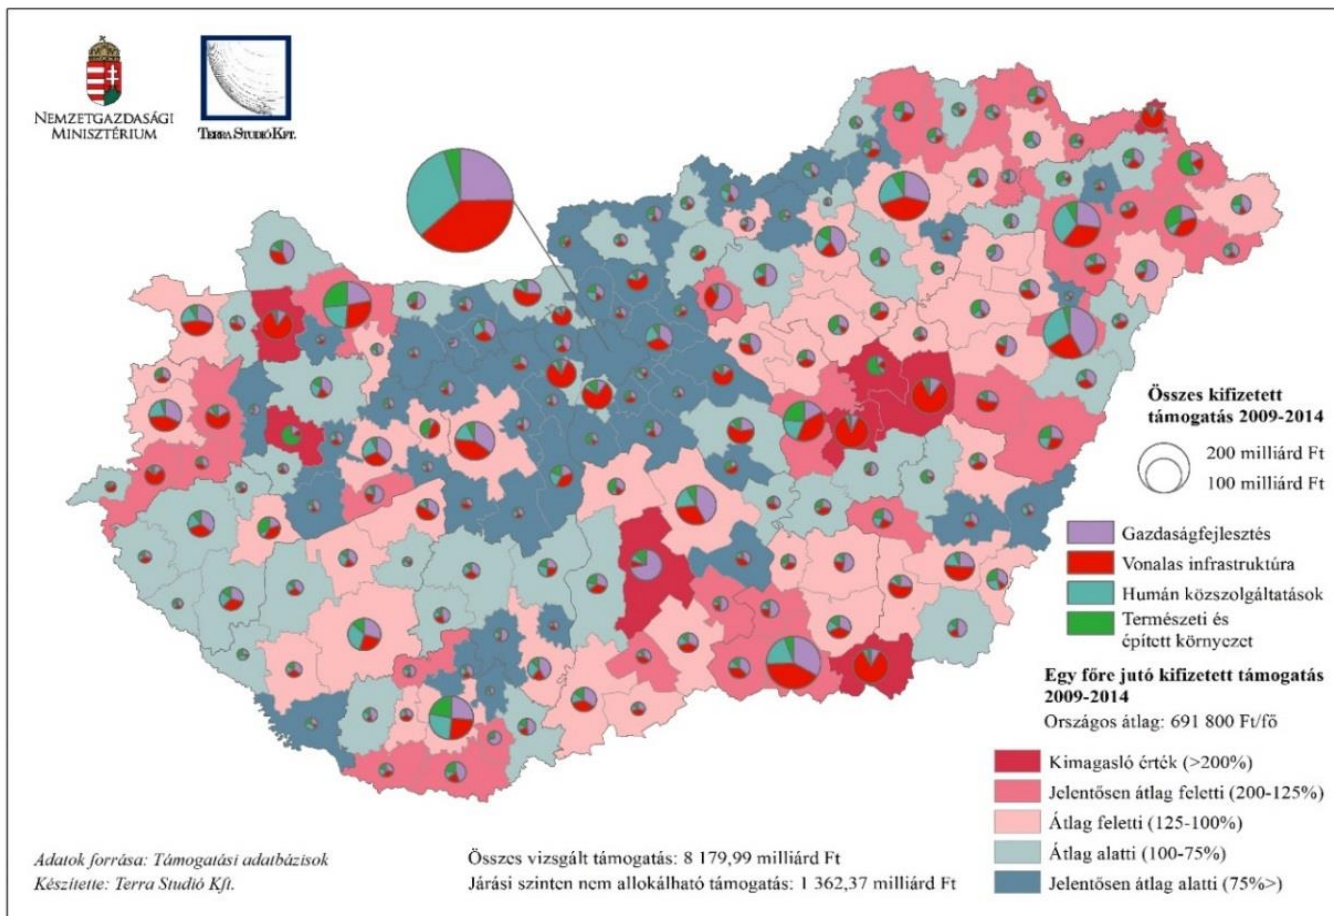 NEMZETGAZDASÁGI
MINISZTÉRIUM
TERRA STUDIÓ KFT.
Összes kifizetett
támogatás 2009-2014
200 milliárd Ft
100 milliárd Ft
Gazdaságfejlesztés
Vonalas infrastruktúra
Humán közszolgáltatások
Természeti és
épített környezet
Egy főre jutó kifizetett támogatás
2009-2014
Országos átlag: 691 800 Ft/fő
Kimagasló érték (>200%)
Jelentősen átlag feletti (200-125%)
Átlag feletti (125-100%)
Átlag alatti (100-75%)
Jelentősen átlag alatti (75%>)
Adatok forrása: Támogatási adatbázisok
Készítette: Terra Studió Kft.
Összes vizsgált támogatás: 8 179,99 milliárd Ft
Járási szinten nem allokálható támogatás: 1 362,37 milliárd Ft